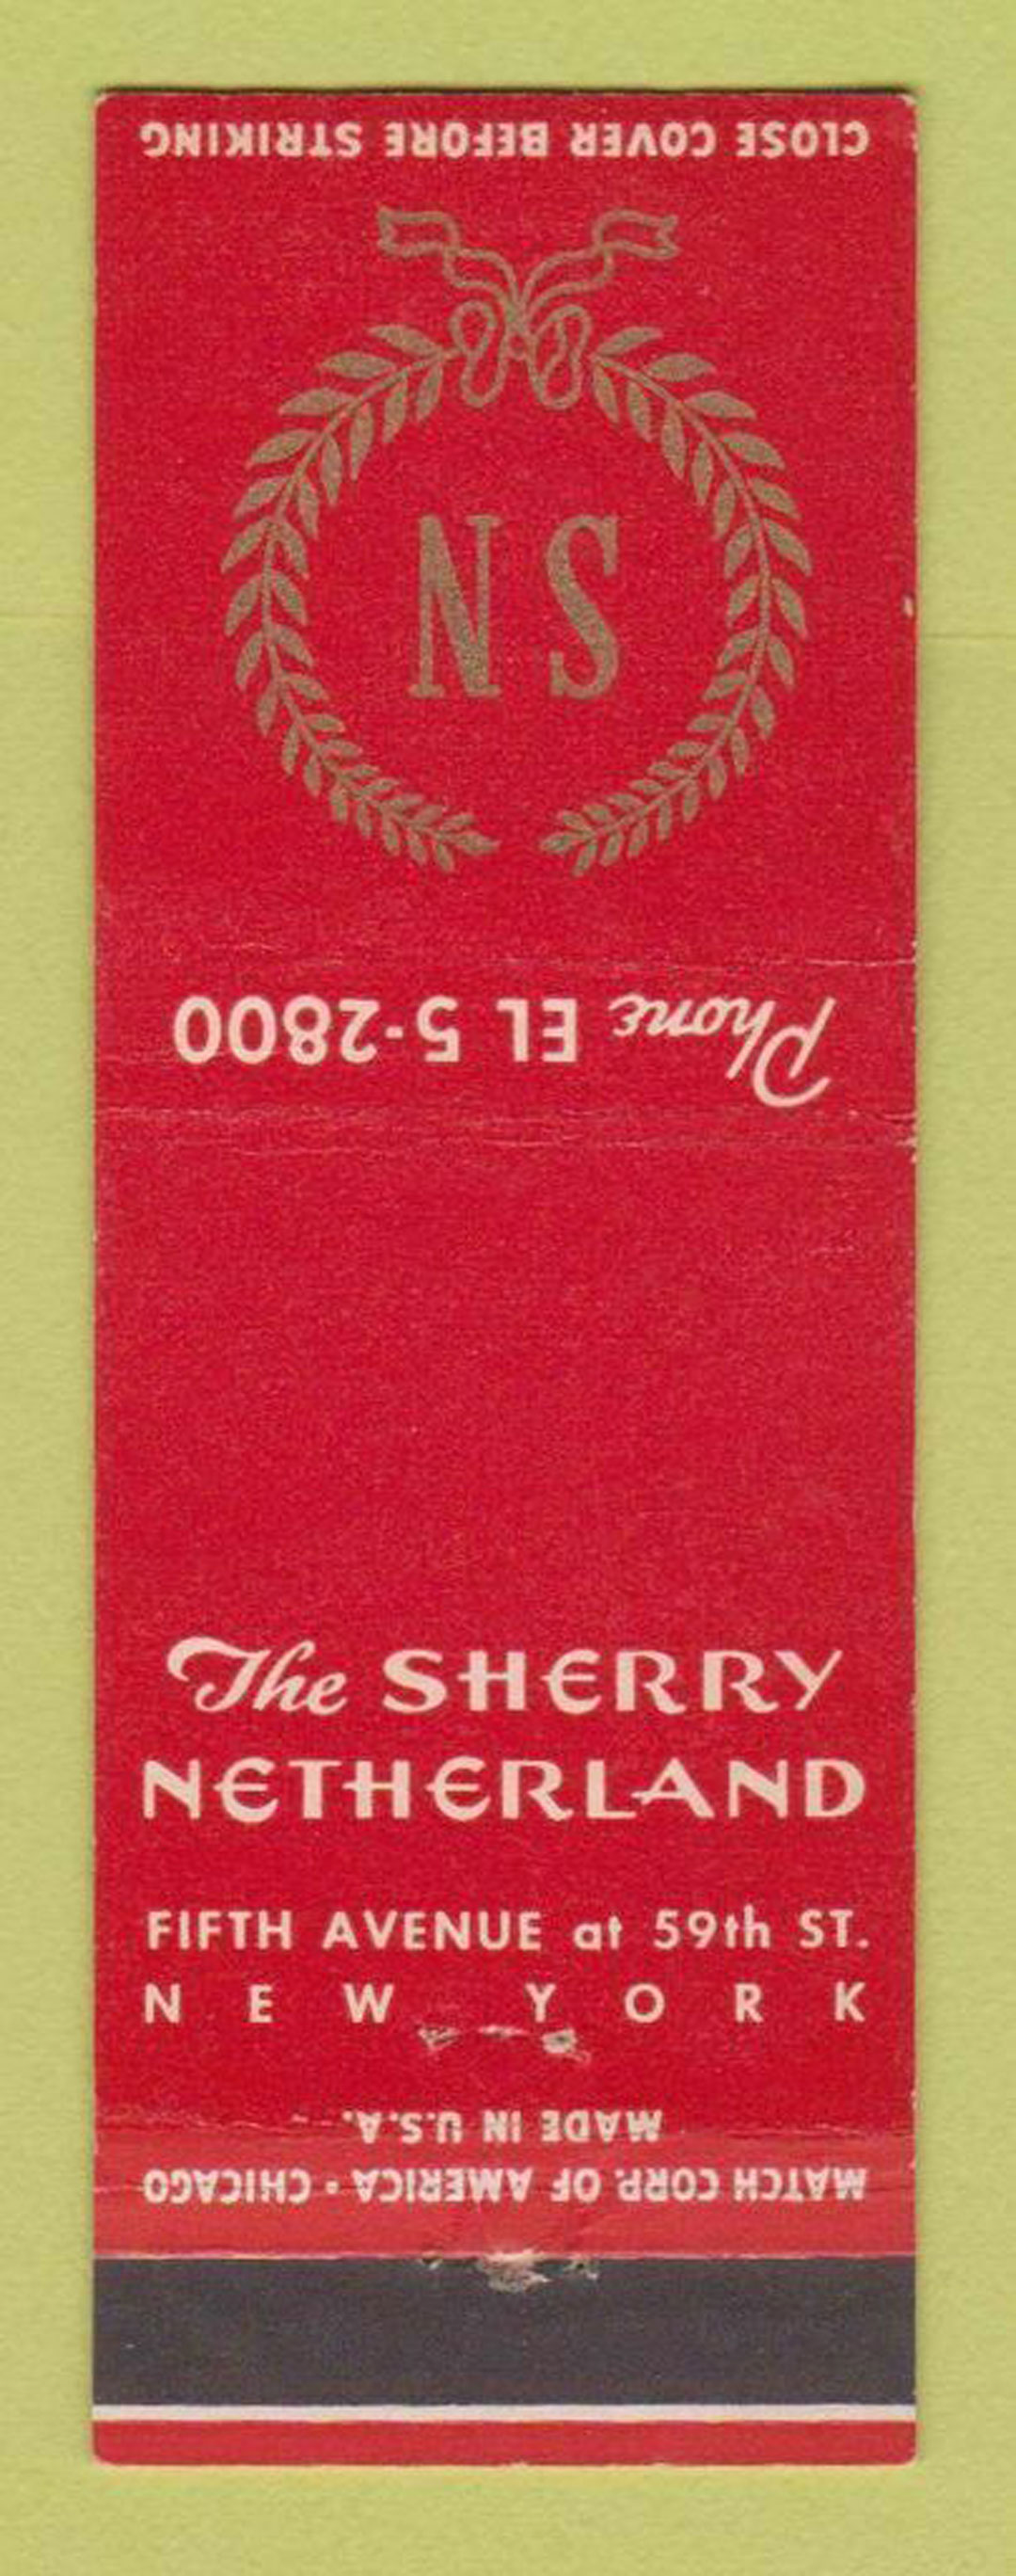 CLOSE COVER BEFORE STRIKING
SN
Phone EL 5-2800
The SHERRY
NETHERLAND
FIFTH AVENUE at 59th ST.
NEW YORK
MATCH CORP. OF AMERICA • CHICAGO
MADE IN U.S.A.